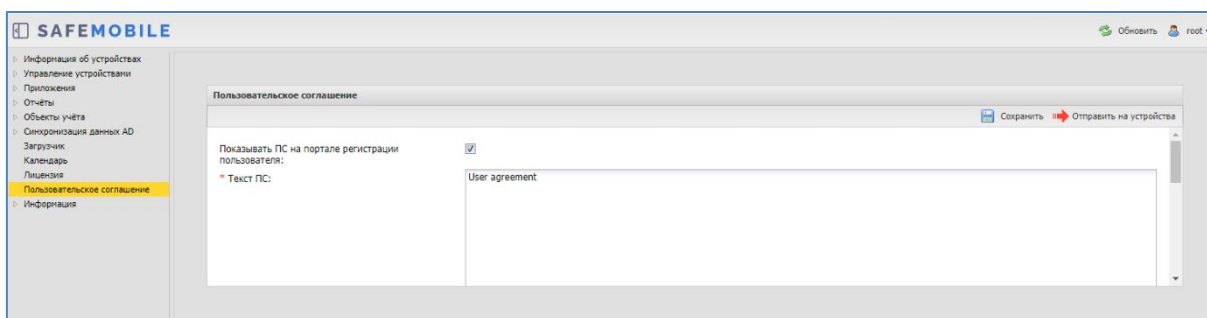 SAFEMOBILE
Обновить root
Информация об устройствах
Управление устройствами
Приложения
Отчёты
Объекты учёта
Синхронизация данных AD
Загрузчик
Календарь
Лицензия
Пользовательское соглашение
Информация
Пользовательское соглашение
Сохранить Отправить на устройства
Показывать ПС на портале регистрации
пользователя:
* Текст ПС:
User agreement